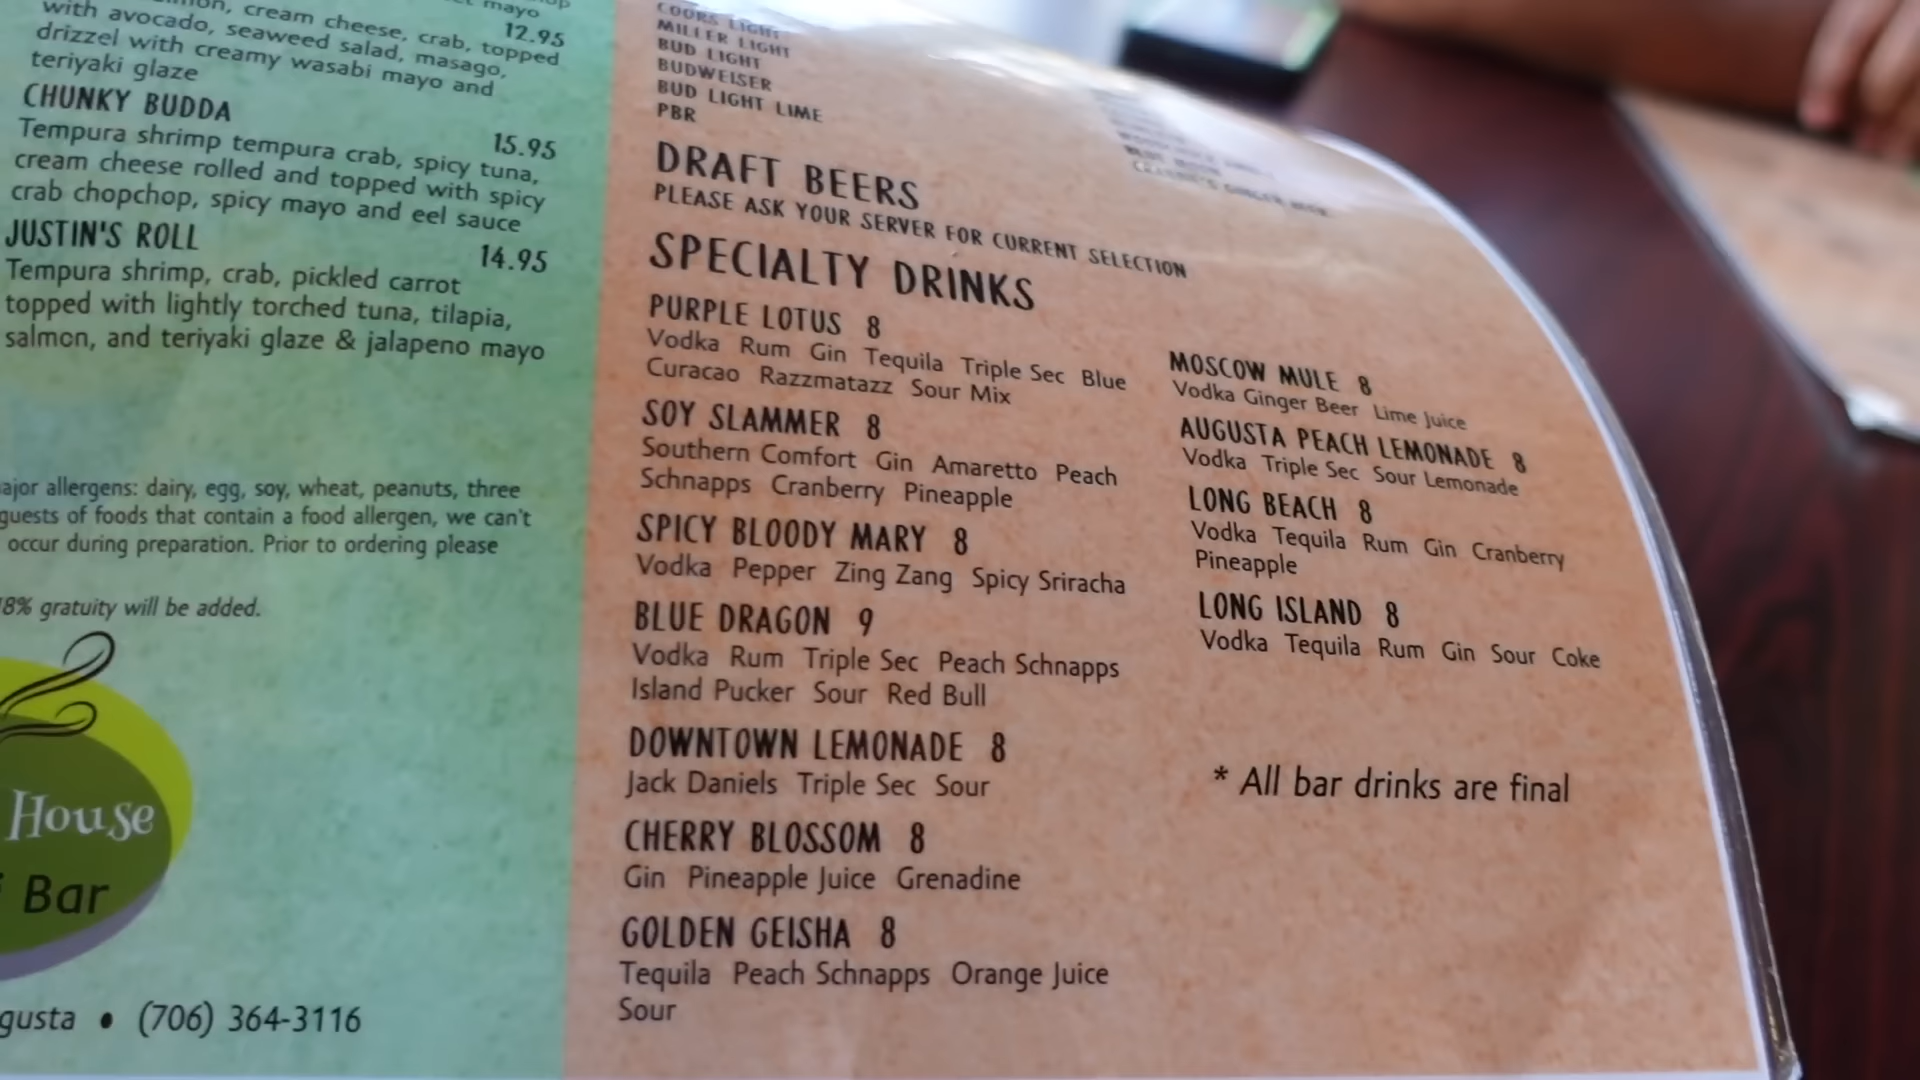 mayo
cream cheese, crab, topped 12.95
with avocado, seaweed salad, masago,
drizzel with creamy wasabi mayo and
teriyaki glaze
CHUNKY BUDDA 15.95
Tempura shrimp tempura crab, spicy tuna,
cream cheese rolled and topped with spicy
crab chopchop, spicy mayo and eel sauce
JUSTIN'S ROLL 14.95
Tempura shrimp, crab, pickled carrot
topped with lightly torched tuna, tilapia,
salmon, and teriyaki glaze & jalapeno mayo
ajor allergens: dairy, egg, soy, wheat, peanuts, three
guests of foods that contain a food allergen, we can't
occur during preparation. Prior to ordering please
8% gratuity will be added.
House
Bar
gusta • (706) 364-3116
COORS LIGHT
MILLER LIGHT
BUD LIGHT
BUDWEISER
BUD LIGHT LIME
PBR
DRAFT BEERS
PLEASE ASK YOUR SERVER FOR CURRENT SELECTION
SPECIALTY DRINKS
PURPLE LOTUS 8
Vodka Rum Gin Tequila Triple Sec Blue
Curacao Razzmatazz Sour Mix
SOY SLAMMER 8
Southern Comfort Gin Amaretto Peach
Schnapps Cranberry Pineapple
SPICY BLOODY MARY 8
Vodka Pepper Zing Zang Spicy Sriracha
BLUE DRAGON 9
Vodka Rum Triple Sec Peach Schnapps
Island Pucker Sour Red Bull
DOWNTOWN LEMONADE 8
Jack Daniels Triple Sec Sour
CHERRY BLOSSOM 8
Gin Pineapple Juice Grenadine
GOLDEN GEISHA 8
Tequila Peach Schnapps Orange Juice
Sour
MOSCOW MULE 8
Vodka Ginger Beer Lime Juice
AUGUSTA PEACH LEMONADE 8
Vodka Triple Sec Sour Lemonade
LONG BEACH 8
Vodka Tequila Rum Gin Cranberry
Pineapple
LONG ISLAND 8
Vodka Tequila Rum Gin Sour Coke
* All bar drinks are final